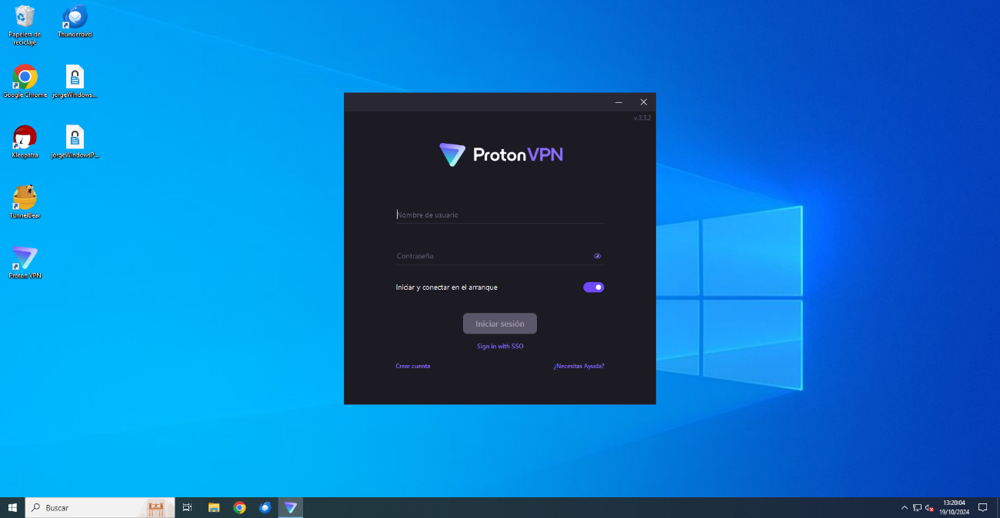 Papelera de
reciclaje
Thunderbird
Google Chrome
jorgeWindows...
Kleopatra
jorgeWindowsP...
TunnelBear
Proton VPN
v.3.3.2
ProtonVPN
Nombre de usuario
Contraseña
Iniciar y conectar en el arranque
Iniciar sesión
Sign in with SSO
Crear cuenta
¿Necesitas Ayuda?
Buscar
13:20:04
19/10/2024